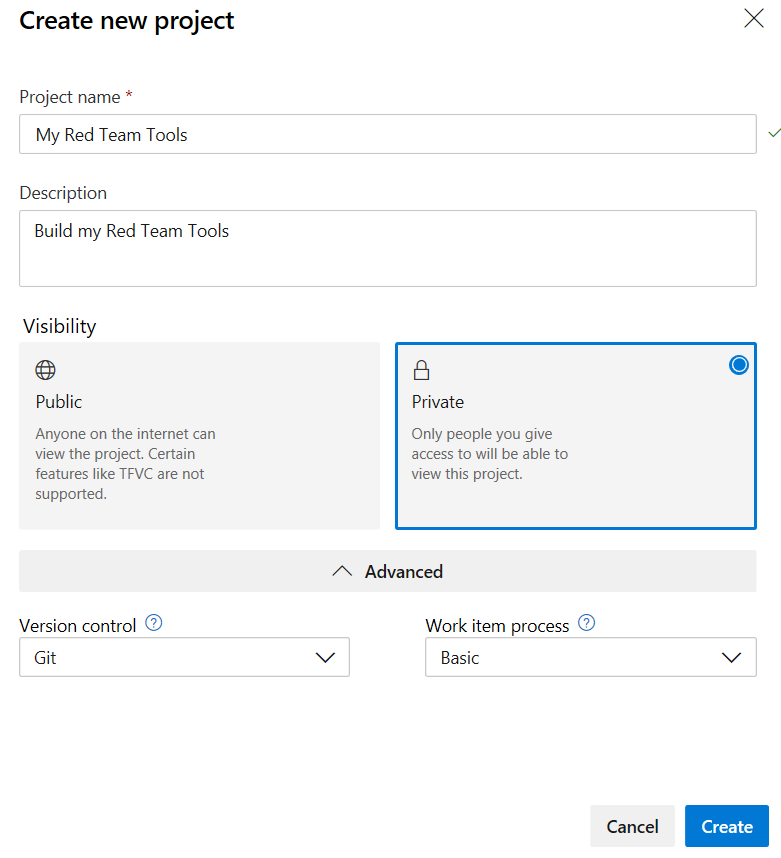 Create new project
Project name *
My Red Team Tools
Description
Build my Red Team Tools
Visibility
Public
Anyone on the internet can
view the project. Certain
features like TFVC are not
supported.
Private
Only people you give
access to will be able to
view this project.
Advanced
Version control ?
Git
Work item process ?
Basic
Cancel
Create